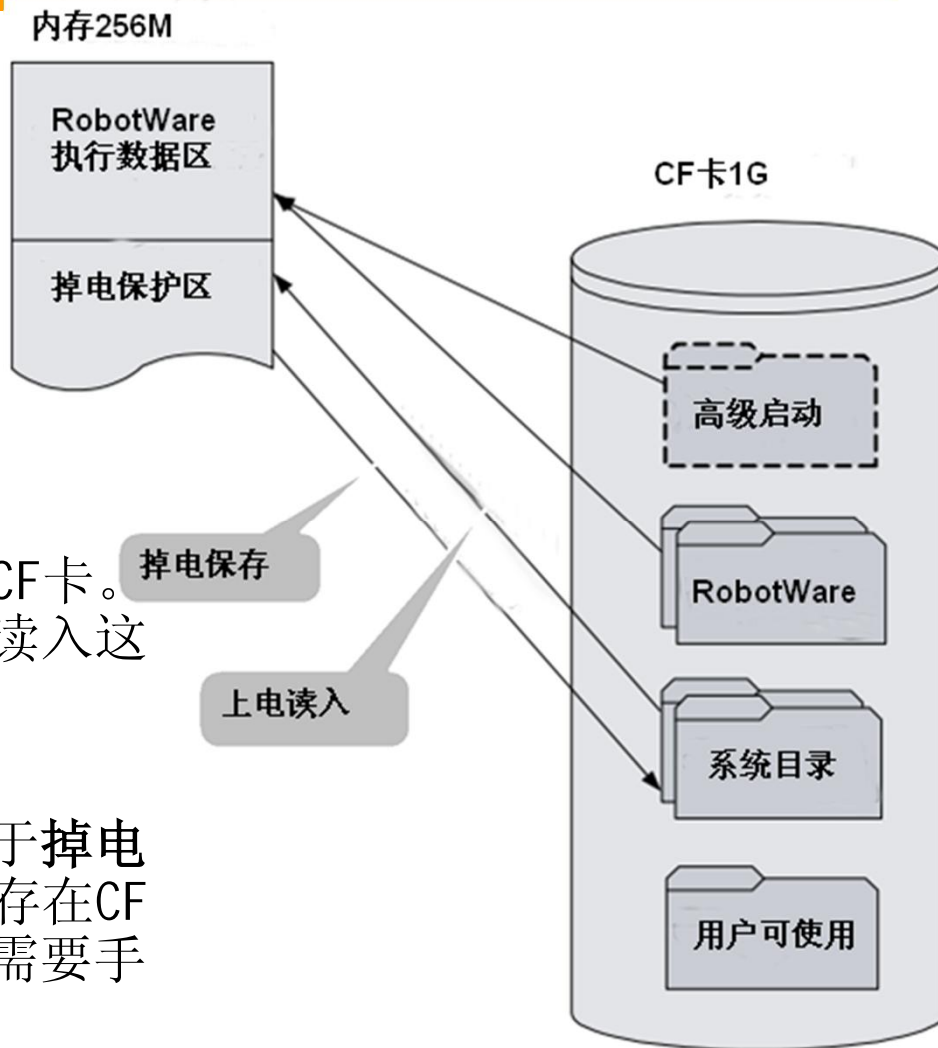 内存256M
RobotWare
执行数据区
掉电保护区
CF卡1G
高级启动
RobotWare
系统目录
用户可使用
掉电保存
上电读入
CF卡。
读入这
于掉电
存在CF
需要手